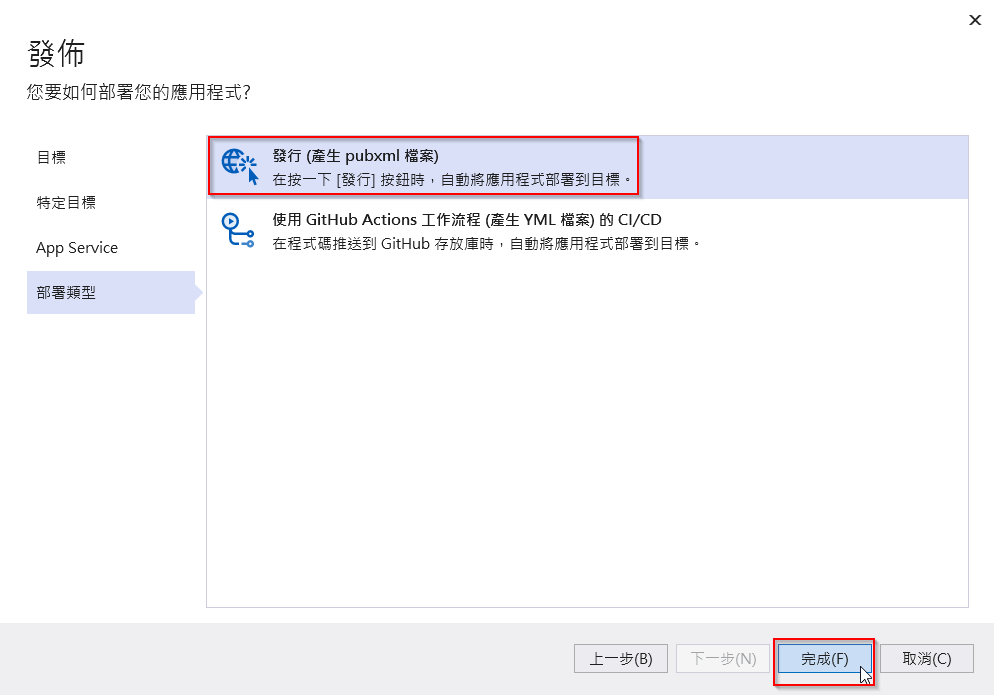 發佈
您要如何部署您的應用程式?
目標
特定目標
App Service
部署類型
發行 (產生 pubxml 檔案)
在按一下 [發行] 按鈕時，自動將應用程式部署到目標。
使用 GitHub Actions 工作流程 (產生 YML 檔案) 的 CI/CD
在程式碼推送到 GitHub 存放庫時，自動將應用程式部署到目標。
上一步(B)
下一步(N)
完成(F)
取消(C)